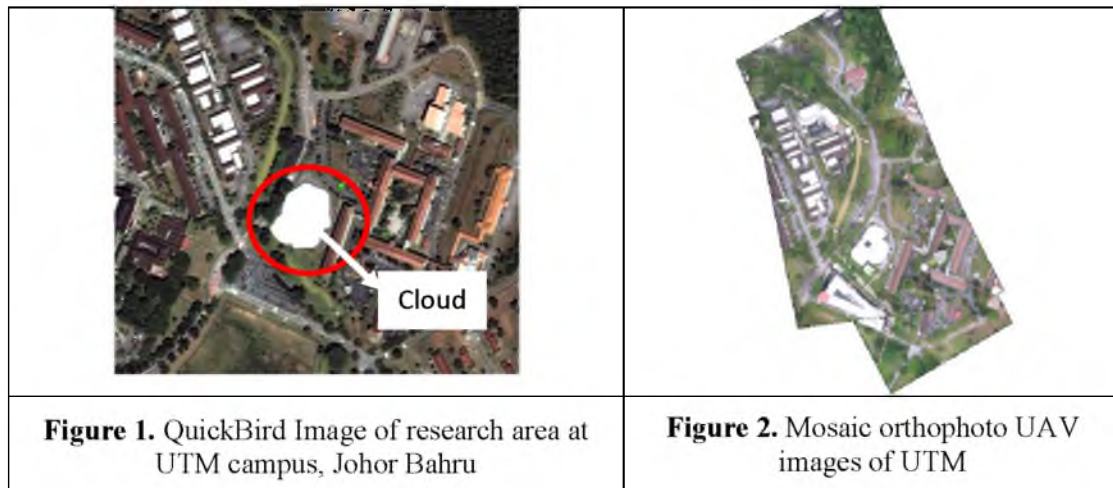 Cloud
Figure 1. QuickBird Image of research area at
UTM campus, Johor Bahru
Figure 2. Mosaic orthophoto UAV
images of UTM